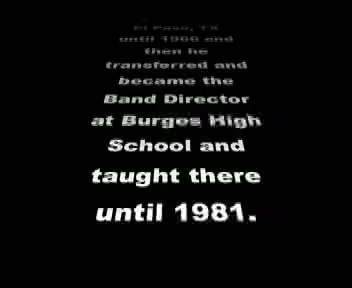 El Paso, TX
until 1966 and
then he
transferred and
became the
Band Director
at Burges High
School and
taught there
until 1981.